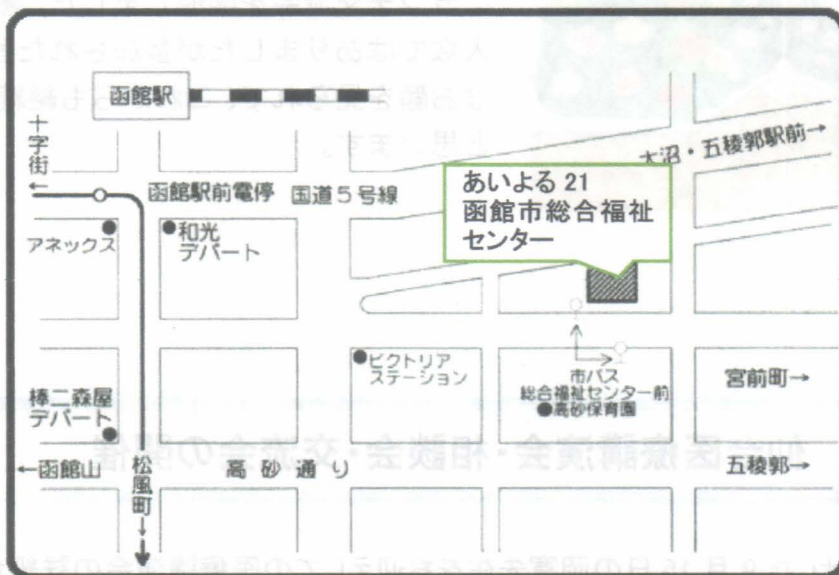 函館駅
十字街
←
函館駅前電停 国道5号線
大沼・五稜郭駅前→
あいよる21
函館市総合福祉
センター
アネックス
●和光
デパート
●ビクトリア
ステーション
市バス
総合福祉センター前
●高砂保育園
宮前町→
棒二森屋
デパート
←函館山
松風町→
高砂通り
五稜郭→